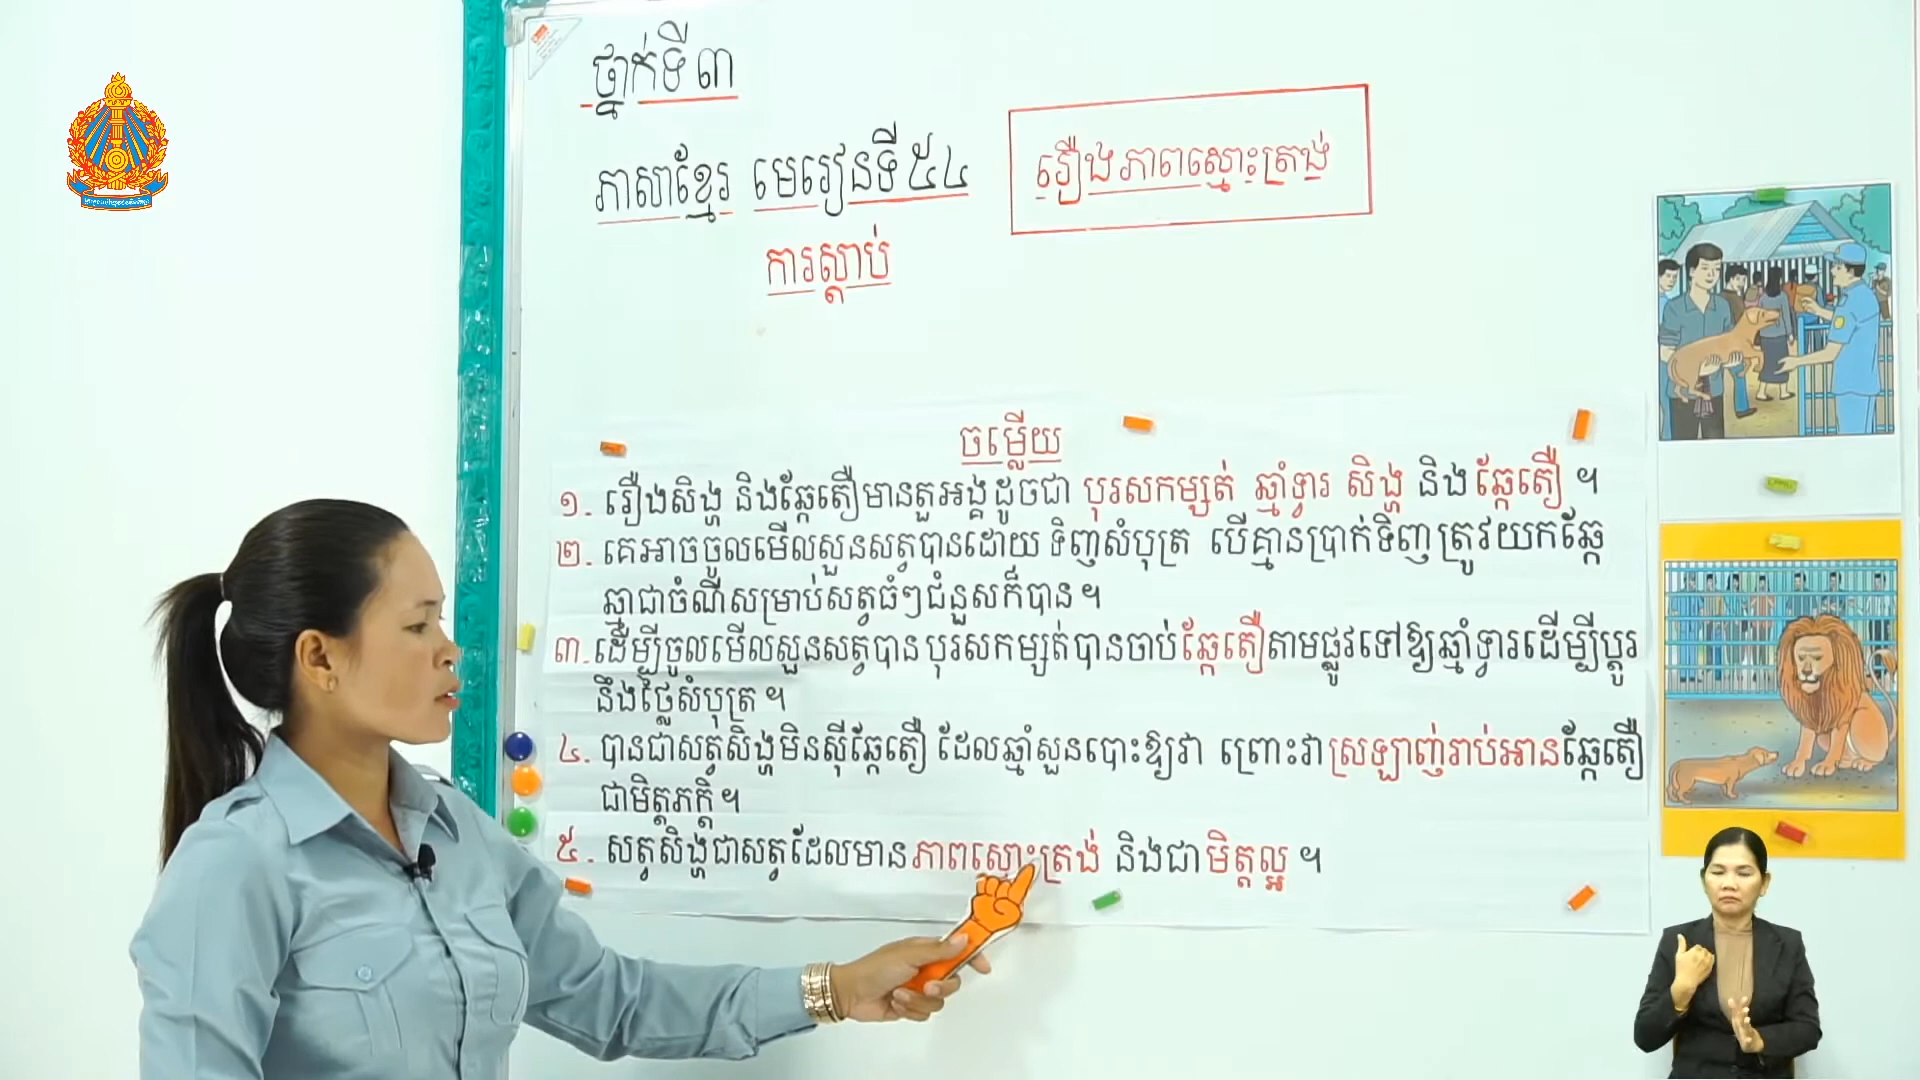 ថ្នាក់ទី ៣
ភាសាខ្មែរ មេរៀនទី ៥៤
រឿងភាពស្មោះត្រង់
ការស្តាប់
ចម្លើយ
១. រឿងសិង្ហ និងឆ្កែតឿមានតួអង្គដូចជា បុរសកម្សត់ ឆ្មាំទ្វារ សិង្ហ និងឆ្កែតឿ ។
២. គេអាចចូលមើលសួនសត្វបានដោយ ទិញសំបុត្រ បើគ្មានប្រាក់ទិញត្រូវយកឆ្កែ
ឆ្មាជាចំណីសម្រាប់សត្វធំៗជំនួសក៏បាន។
៣. ដើម្បីចូលមើលសួនសត្វបាន បុរសកម្សត់បានចាប់ឆ្កែតឿតាមផ្លូវទៅឱ្យឆ្មាំទ្វារដើម្បីប្តូរ
នឹងថ្លៃសំបុត្រ។
៤. បានជាសត្វសិង្ហមិនស៊ីឆ្កែតឿ ដែលឆ្មាំសួនបោះឱ្យវា ព្រោះវាស្រឡាញ់រាប់អានឆ្កែតឿ
ជាមិត្តភក្តិ។
៥. សត្វសិង្ហជាសត្វដែលមានភាពស្មោះត្រង់ និងជាមិត្តល្អ ។